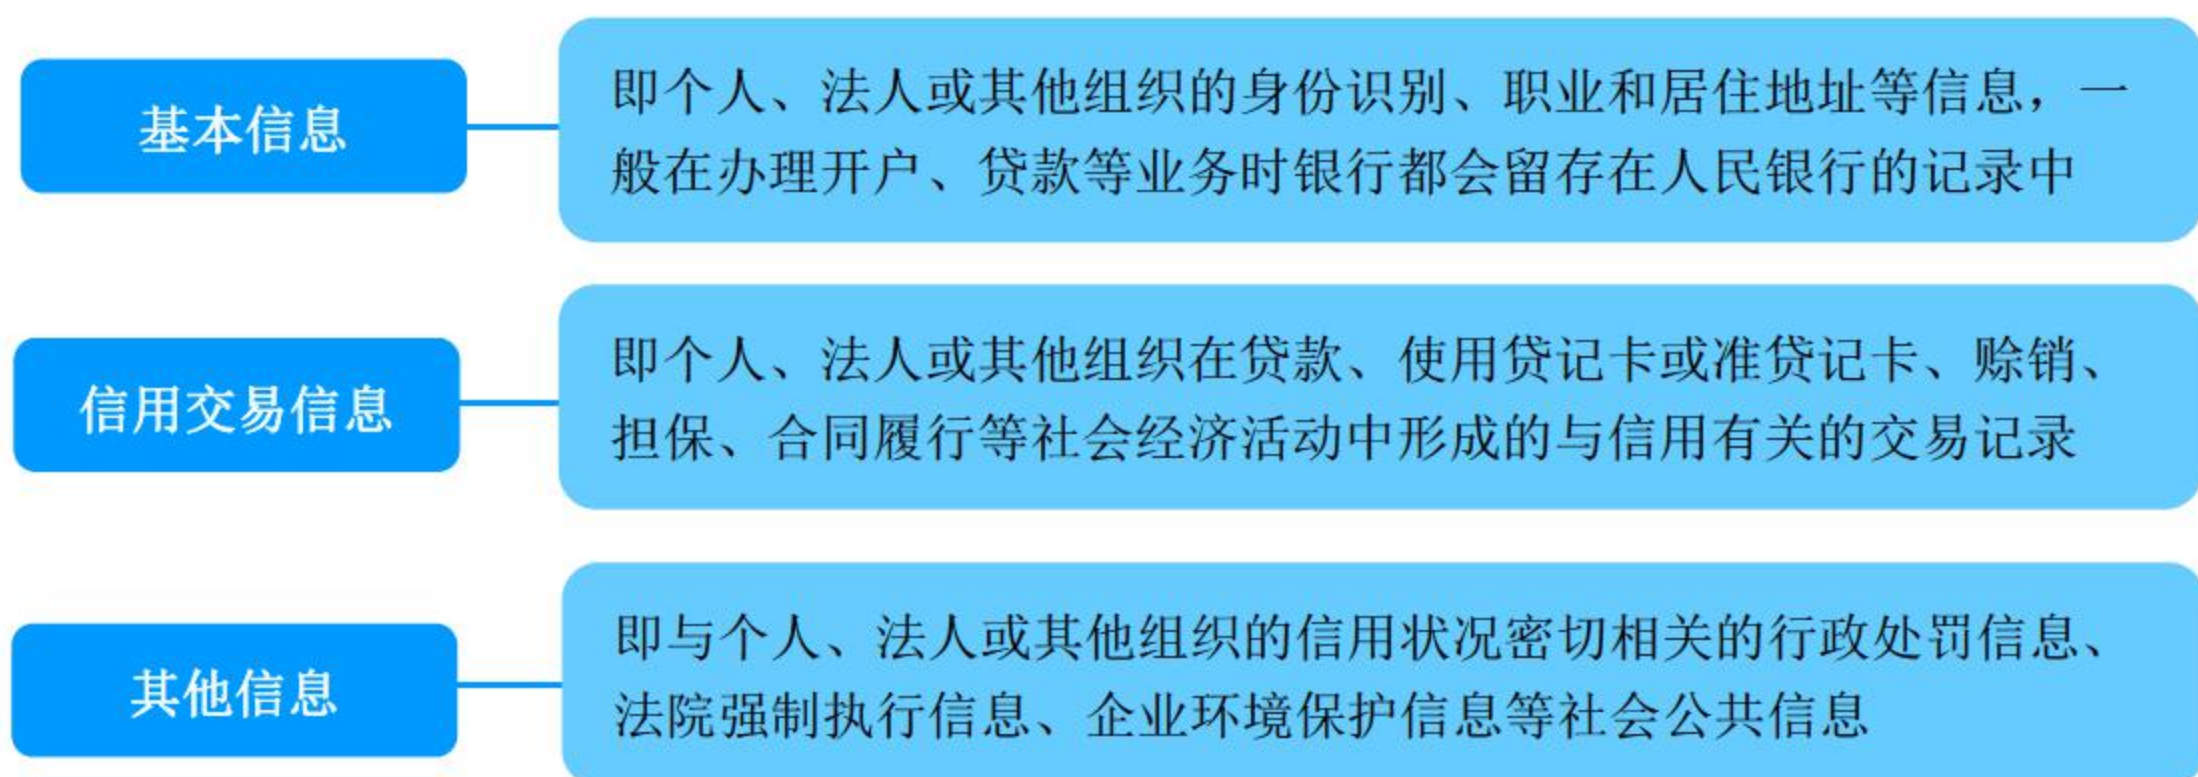 基本信息
即个人、法人或其他组织的身份识别、职业和居住地址等信息，一
般在办理开户、贷款等业务时银行都会留存在人民银行的记录中
信用交易信息
即个人、法人或其他组织在贷款、使用贷记卡或准贷记卡、赊销、
担保、合同履行等社会经济活动中形成的与信用有关的交易记录
其他信息
即与个人、法人或其他组织的信用状况密切相关的行政处罚信息、
法院强制执行信息、企业环境保护信息等社会公共信息